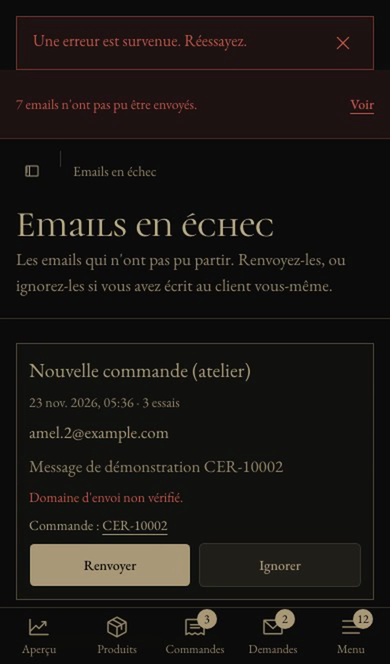 Une erreur est survenue. Réessayez.
7 emails n'ont pas pu être envoyés. Voir
Emails en échec
Emails en échec
Les emails qui n'ont pas pu partir. Renvoyez-les, ou
ignorez-les si vous avez écrit au client vous-même.
Nouvelle commande (atelier)
23 nov. 2026, 05:36 · 3 essais
amel.2@example.com
Message de démonstration CER-10002
Domaine d'envoi non vérifié.
Commande : CER-10002
Renvoyer Ignorer
3 2 12
Aperçu Produits Commandes Demandes Menu